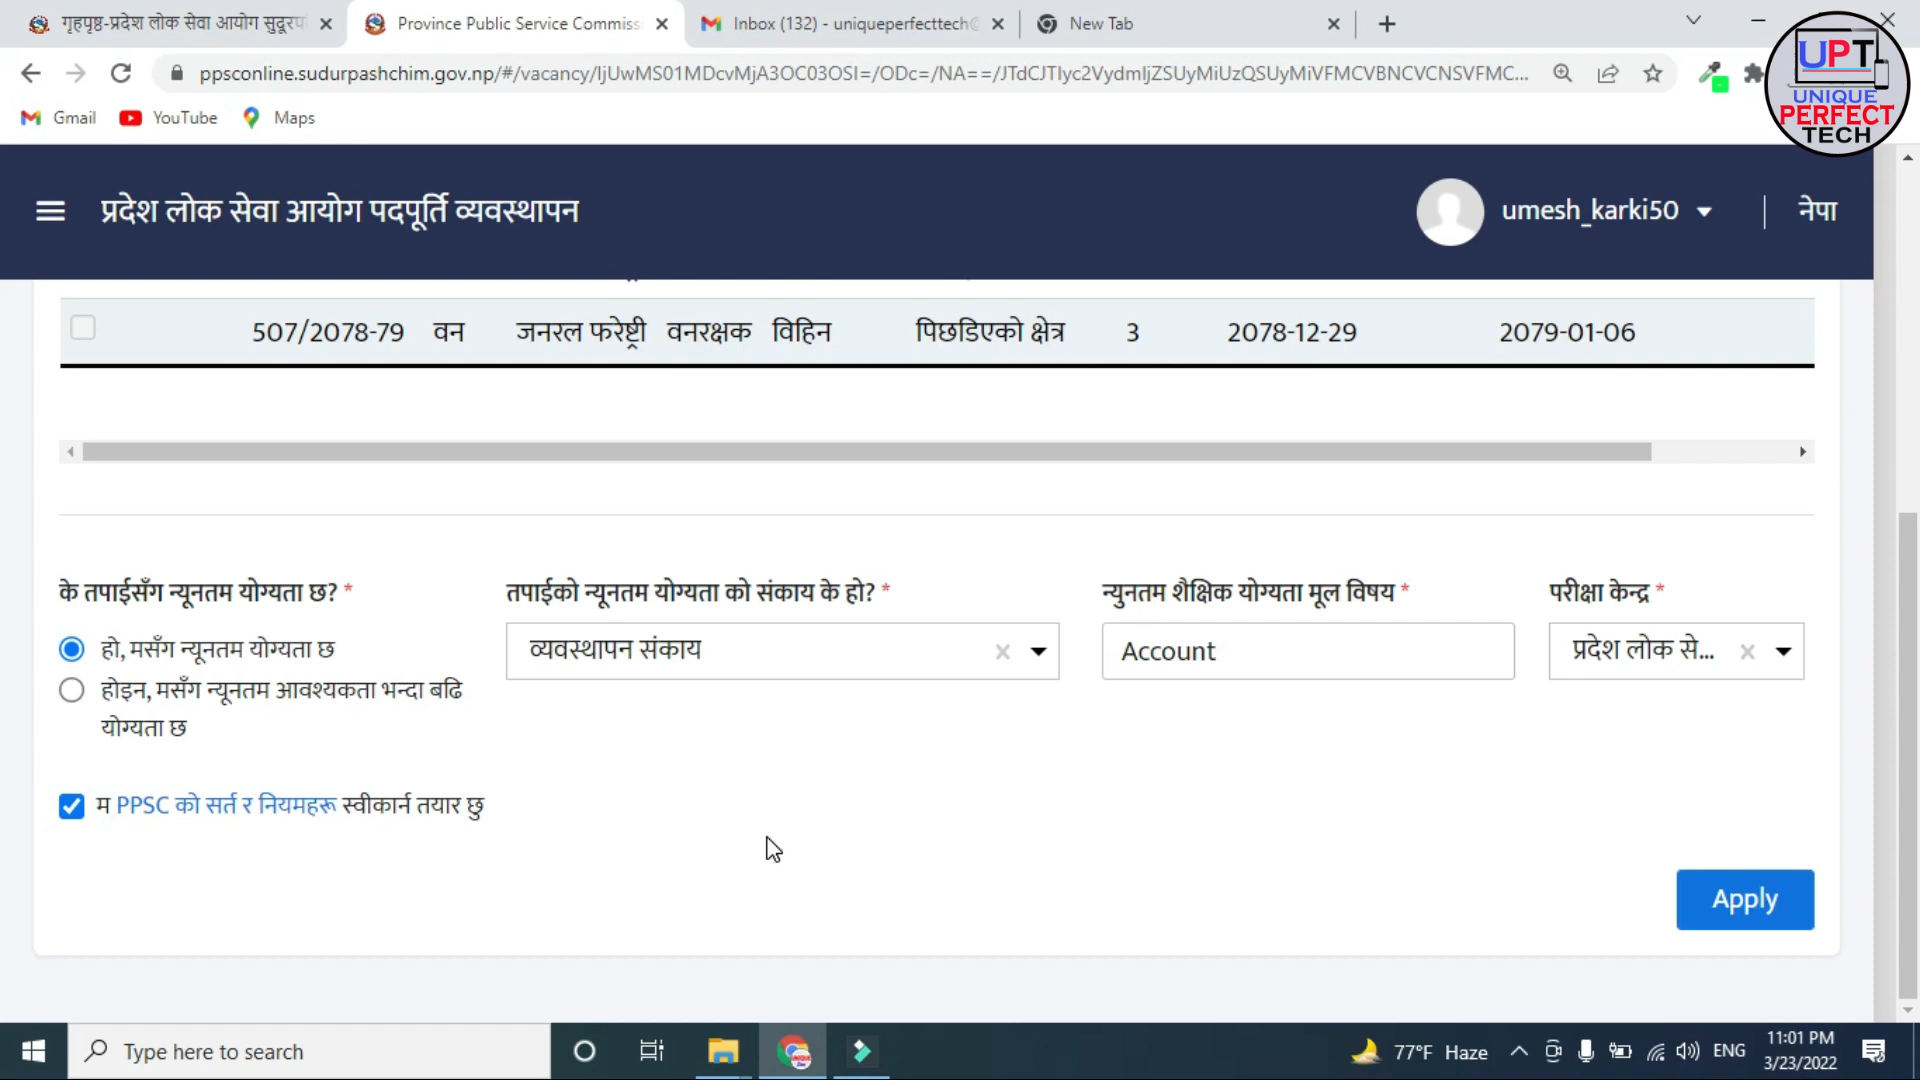 गृहपृष्ठ-प्रदेश लोक सेवा आयोग सुदूरप
Province Public Service Commiss
Inbox (132) - uniqueperfecttech@
New Tab
ppsconline.sudurpashchim.gov.np/#/vacancy/IjUwMS01MDcvMjA3OC03OSI=/ODc=/NA==/JTdCJTIyc2VydmljZSUyMiUzQSUyMiVFMCVBNCVCNSVFMC...
Gmail
YouTube
Maps
UPT
UNIQUE
PERFECT
TECH
प्रदेश लोक सेवा आयोग पदपूर्ति व्यवस्थापन
umesh_karki50
नेपा
507/2078-79 वन जनरल फरेष्ट्री वनरक्षक विहिन पिछडिएको क्षेत्र 3 2078-12-29 2079-01-06
के तपाईसँग न्यूनतम योग्यता छ? *
तपाईको न्यूनतम योग्यता को संकाय के हो? *
न्युनतम शैक्षिक योग्यता मूल विषय *
परीक्षा केन्द्र *
हो, मसँग न्यूनतम योग्यता छ
व्यवस्थापन संकाय
Account
प्रदेश लोक से...
होइन, मसँग न्यूनतम आवश्यकता भन्दा बढि
योग्यता छ
म PPSC को सर्त र नियमहरू स्वीकार्न तयार छु
Apply
Type here to search
77°F Haze
ENG
11:01 PM
3/23/2022